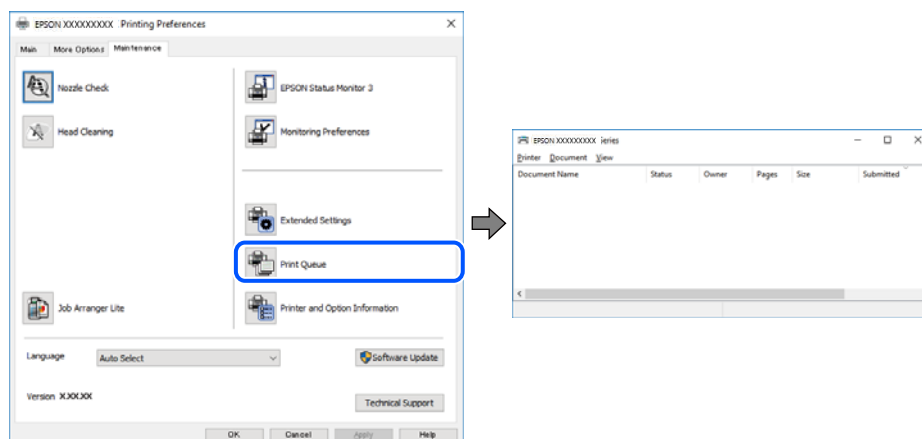 EPSON XXXXXXXXX Printing Preferences
Main More Options Maintenance
Nozzle Check
Head Cleaning
Job Arranger Lite
EPSON Status Monitor 3
Monitoring Preferences
Extended Settings
Print Queue
Printer and Option Information
Language Auto Select
Software Update
Version X.XX.XX
Technical Support
OK Cancel Apply Help
EPSON XXXXXXXXX ieries
Printer Document View
Document Name Status Owner Pages Size Submitted